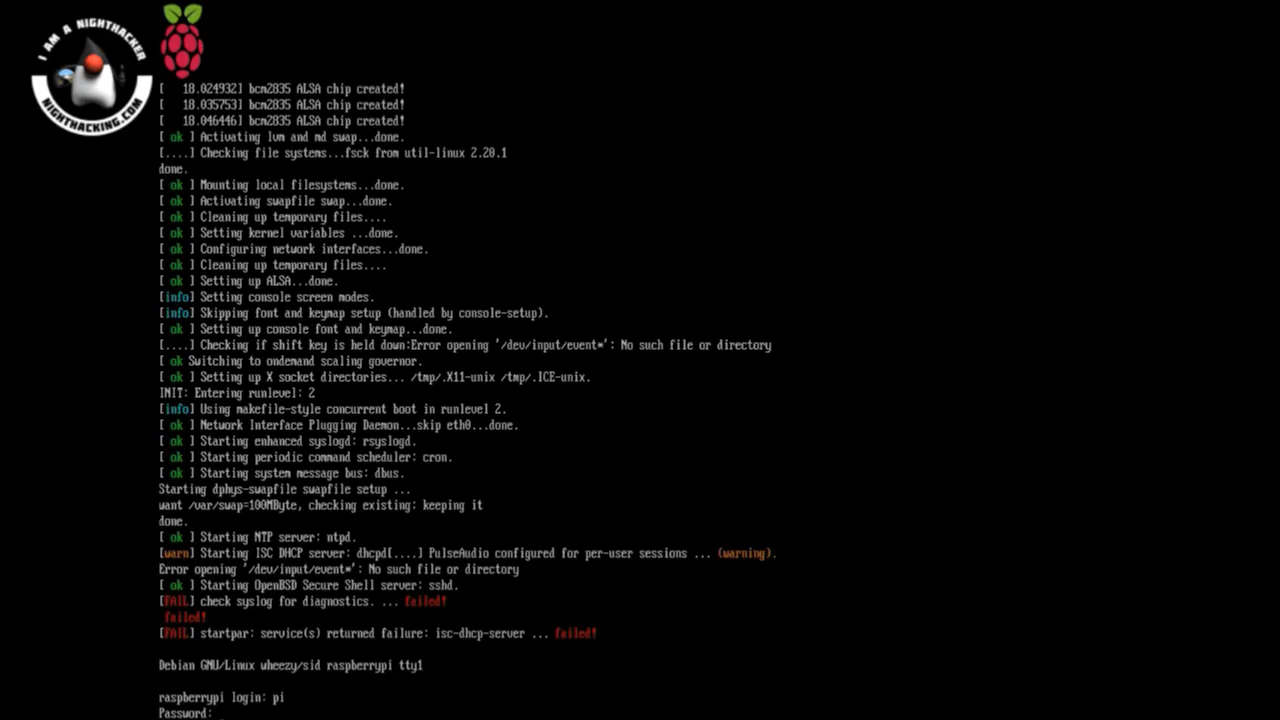 I AM A NIGHTHACKER
NIGHTHACKING.COM
[   18.024932] bcm2835 ALSA chip created!
[   18.035753] bcm2835 ALSA chip created!
[   18.046446] bcm2835 ALSA chip created!
[ ok ] Activating lvm and md swap...done.
[....] Checking file systems...fsck from util-linux 2.20.1
done.
[ ok ] Mounting local filesystems...done.
[ ok ] Activating swapfile swap...done.
[ ok ] Cleaning up temporary files....
[ ok ] Setting kernel variables ...done.
[ ok ] Configuring network interfaces...done.
[ ok ] Cleaning up temporary files....
[ ok ] Setting up ALSA...done.
[info] Setting console screen modes.
[info] Skipping font and keymap setup (handled by console-setup).
[ ok ] Setting up console font and keymap...done.
[....] Checking if shift key is held down:Error opening '/dev/input/event*': No such file or directory
[ ok Switching to ondemand scaling governor.
[ ok ] Setting up X socket directories... /tmp/.X11-unix /tmp/.ICE-unix.
INIT: Entering runlevel: 2
[info] Using makefile-style concurrent boot in runlevel 2.
[ ok ] Network Interface Plugging Daemon...skip eth0...done.
[ ok ] Starting enhanced syslogd: rsyslogd.
[ ok ] Starting periodic command scheduler: cron.
[ ok ] Starting system message bus: dbus.
Starting dphys-swapfile swapfile setup ...
want /var/swap=100MByte, checking existing: keeping it
done.
[ ok ] Starting NTP server: ntpd.
[warn] Starting ISC DHCP server: dhcpd[....] PulseAudio configured for per-user sessions ... (warning).
Error opening '/dev/input/event*': No such file or directory
[ ok ] Starting OpenBSD Secure Shell server: sshd.
[FAIL] check syslog for diagnostics. ... failed!
failed!
[FAIL] startpar: service(s) returned failure: isc-dhcp-server ... failed!
Debian GNU/Linux wheezy/sid raspberrypi tty1
raspberrypi login: pi
Password: